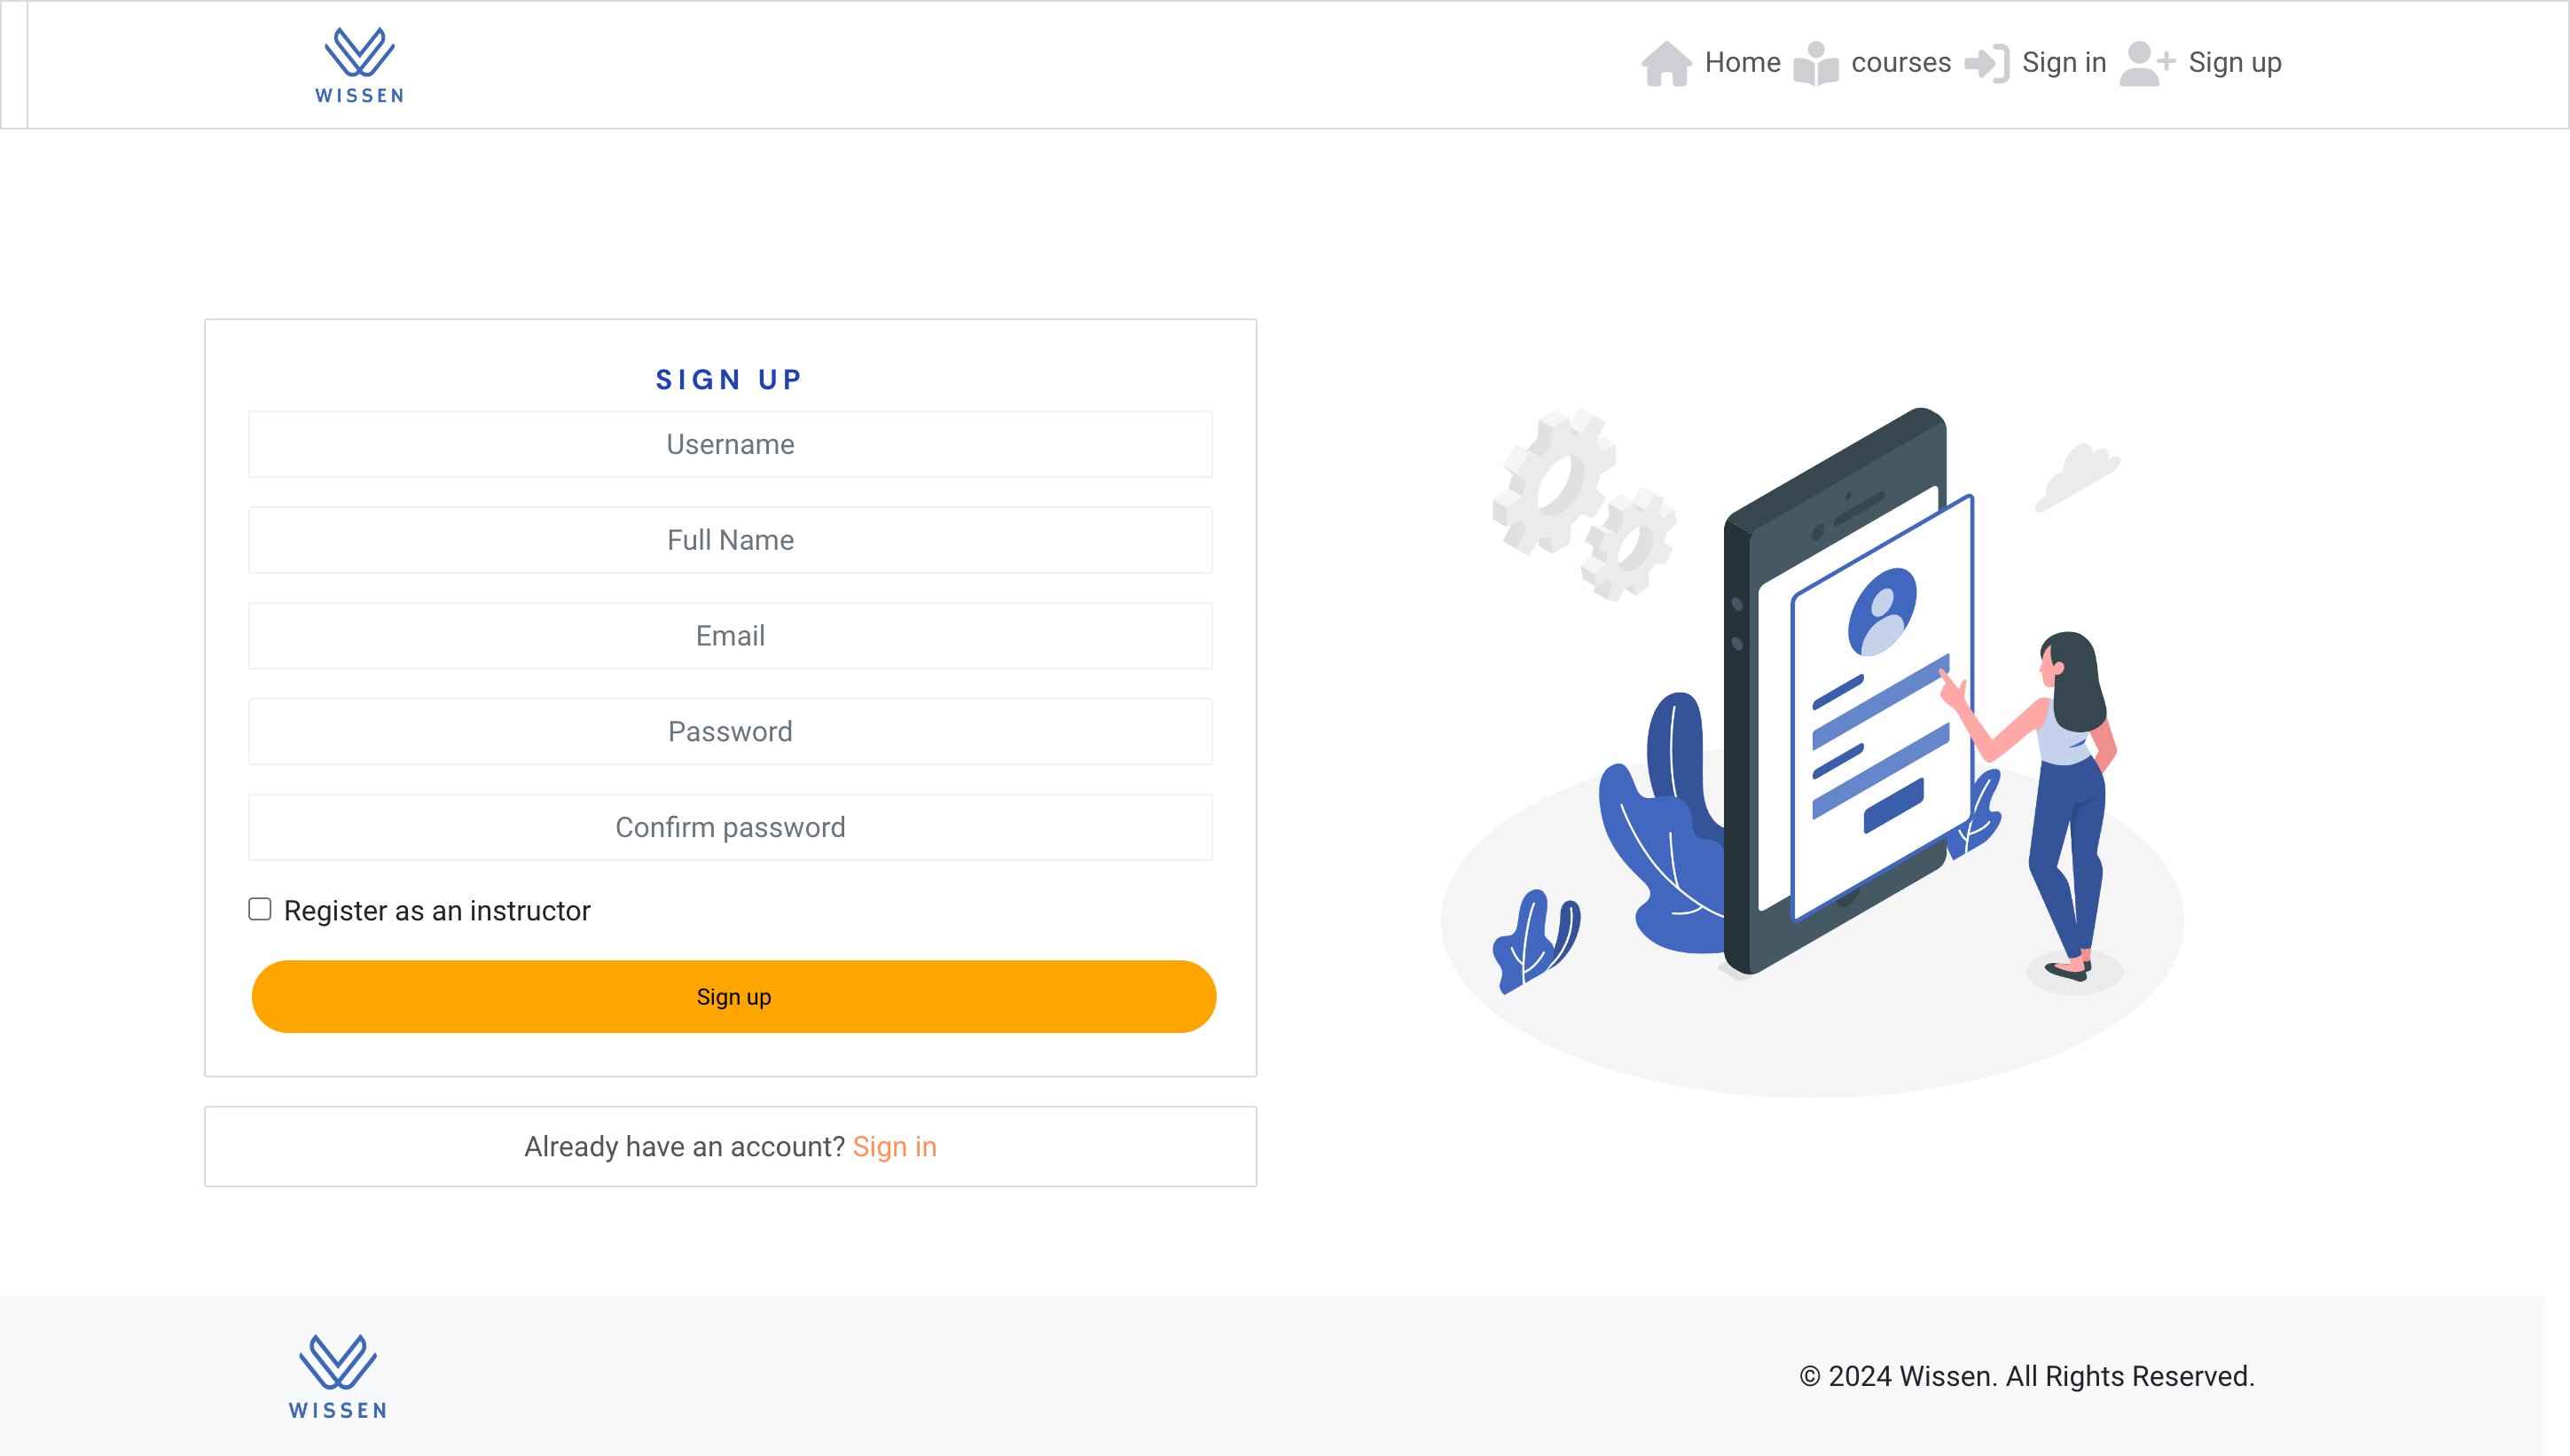 WISSEN
Home courses Sign in Sign up
SIGN UP
Username
Full Name
Email
Password
Confirm password
Register as an instructor
Sign up
Already have an account? Sign in
WISSEN
© 2024 Wissen. All Rights Reserved.